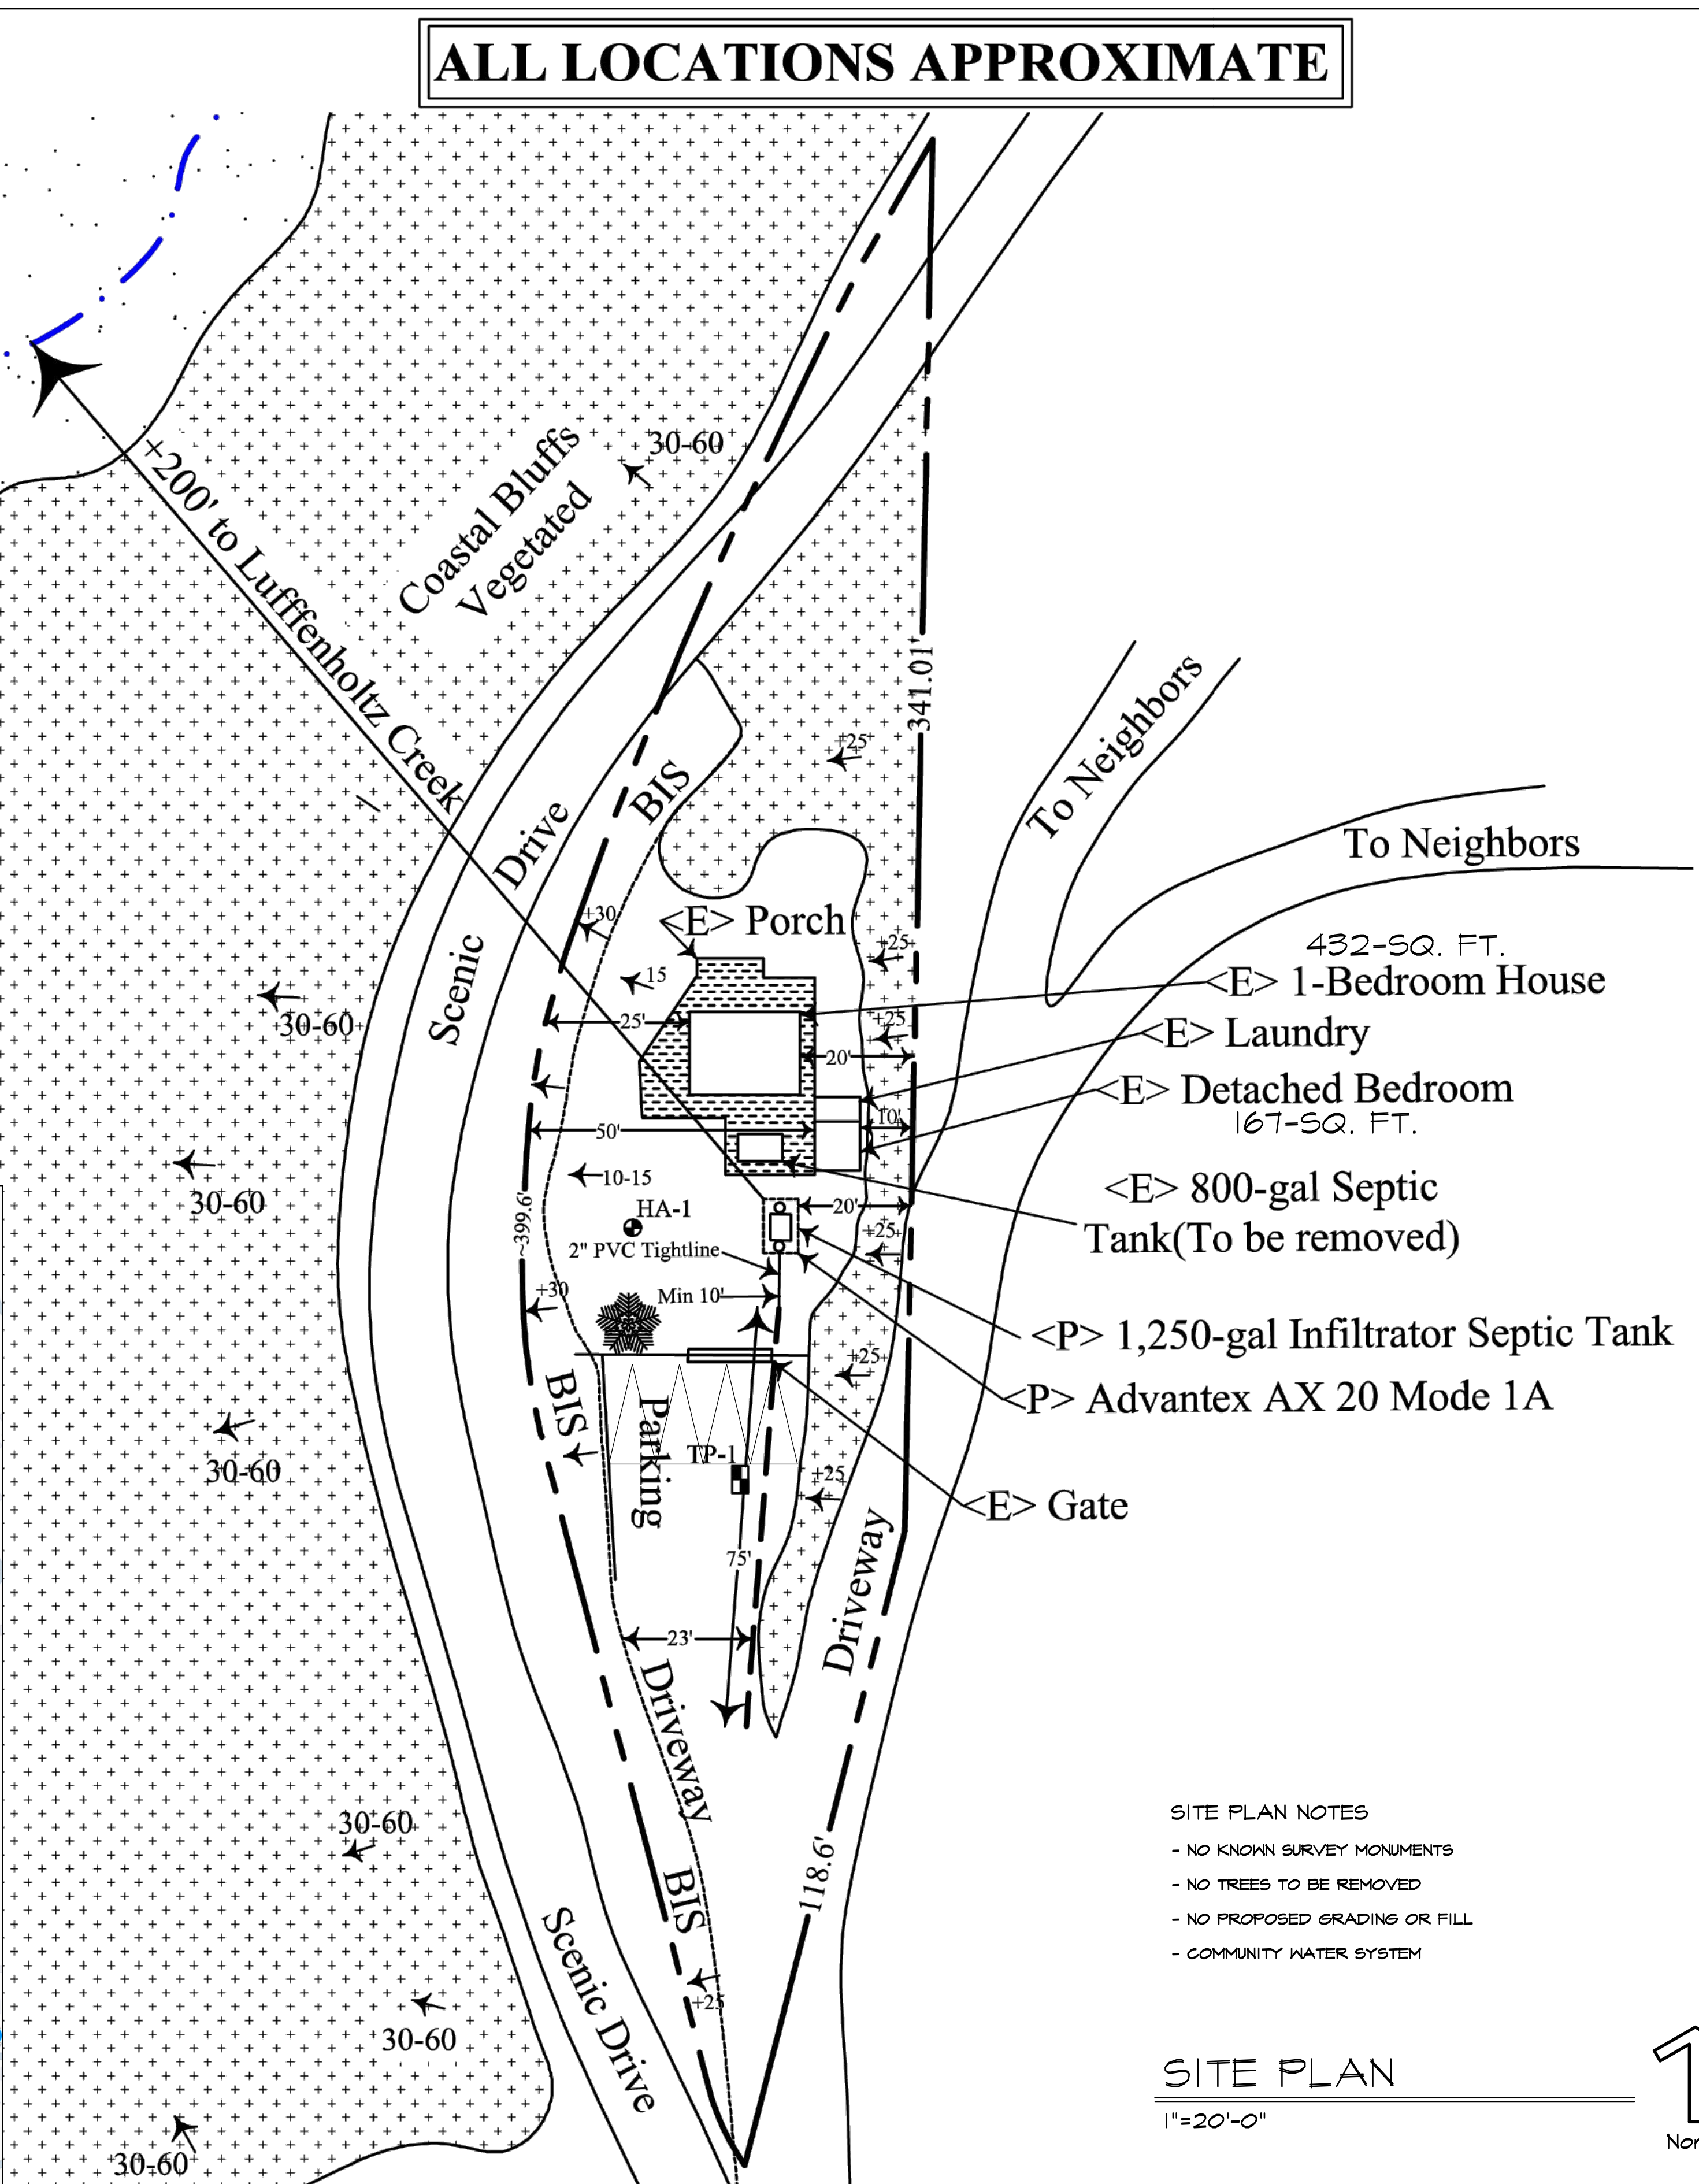 ALL LOCATIONS APPROXIMATE
30-60
Coastal Bluffs
Vegetated
+200' to Lufffenholtz Creek
341.01'
+25
To Neighbors
To Neighbors
BIS
Drive
Scenic
+30
<E> Porch
+25
432-SQ. FT.
<E> 1-Bedroom House
15
30-60
25'
+25
<E> Laundry
20'
<E> Detached Bedroom
167-SQ. FT.
10'
50'
10-15
30-60
<E> 800-gal Septic
Tank(To be removed)
~399.6'
HA-1
20'
+25
2" PVC Tightline
+30
Min 10'
<P> 1,250-gal Infiltrator Septic Tank
+25
<P> Advantex AX 20 Mode 1A
BIS
Parking
TP-1
30-60
+25
<E> Gate
75'
Driveway
23'
Driveway
30-60
118.6'
BIS
Scenic Drive
+25
30-60
30-60
SITE PLAN NOTES
- NO KNOWN SURVEY MONUMENTS
- NO TREES TO BE REMOVED
- NO PROPOSED GRADING OR FILL
- COMMUNITY WATER SYSTEM
SITE PLAN
1"=20'-0"
1